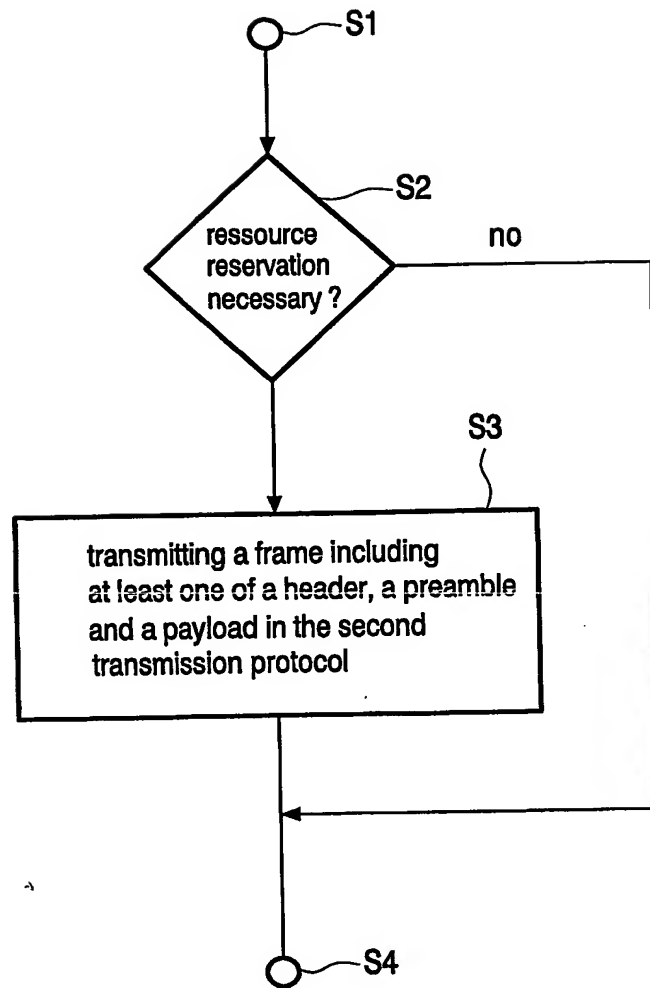 S1
S2
ressource
reservation
necessary ?
no
S3
transmitting a frame including
at least one of a header, a preamble
and a payload in the second
transmission protocol
S4